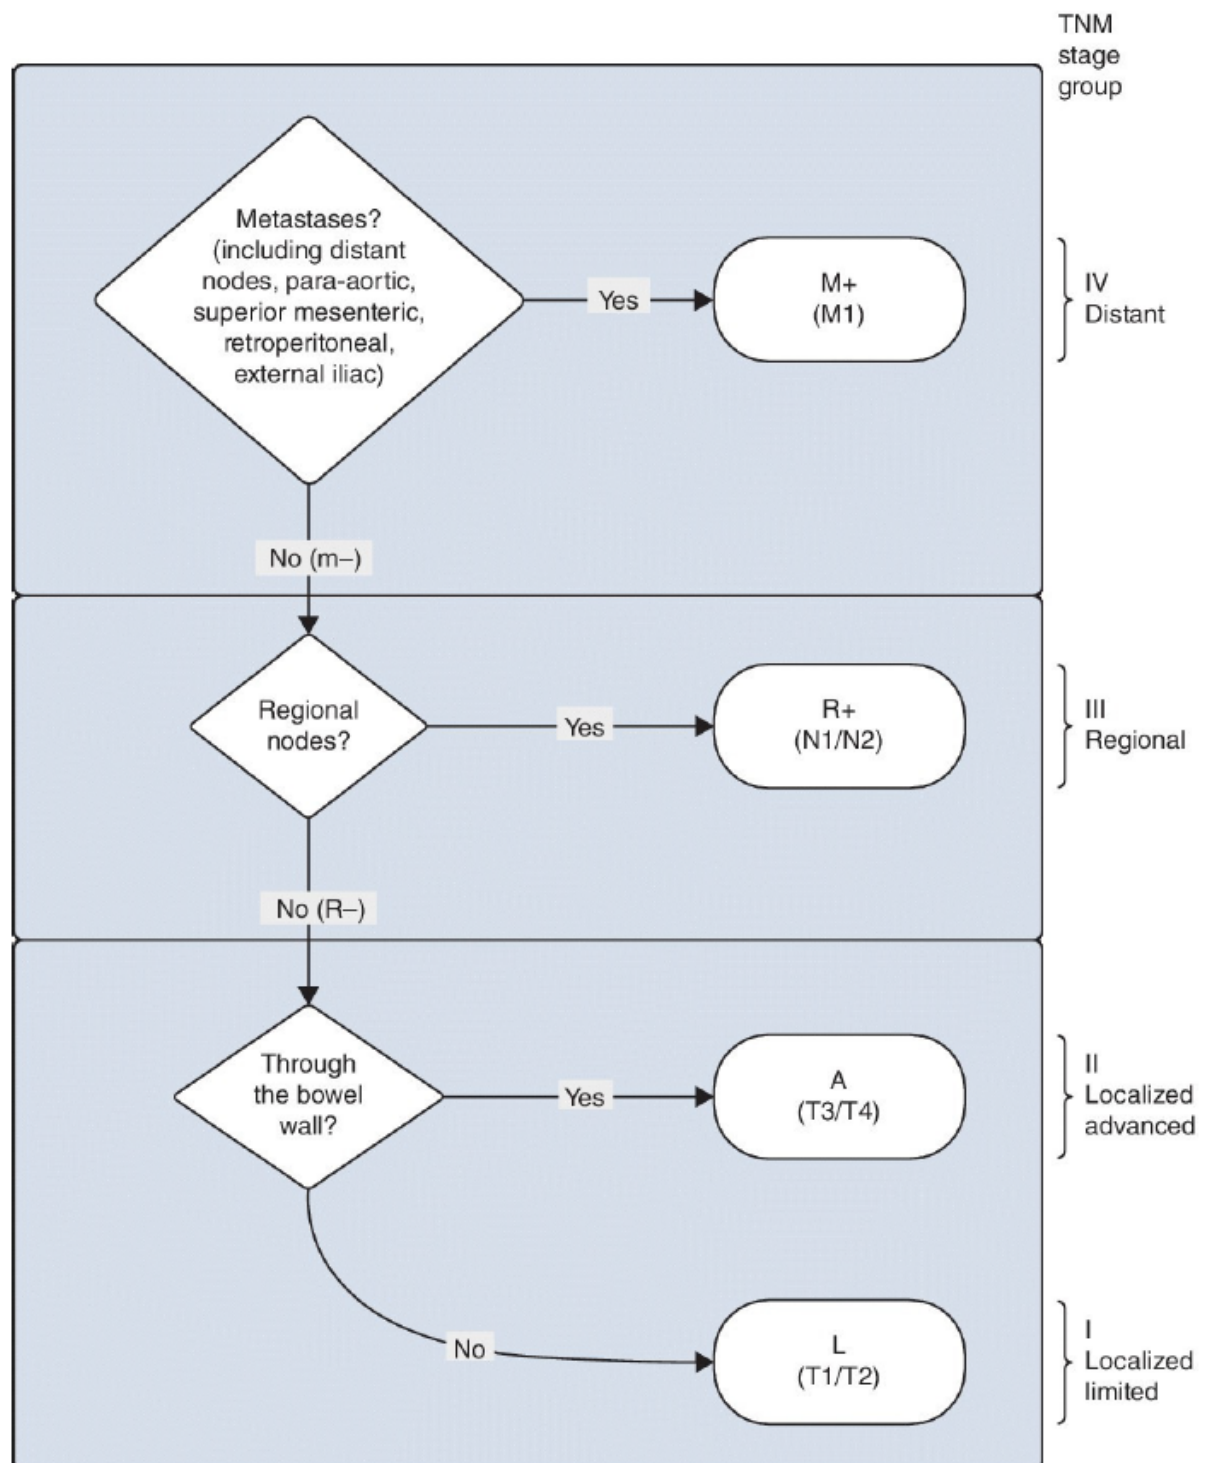 TNM
stage
group
Metastases?
(including distant
nodes, para-aortic,
superior mesenteric,
retroperitoneal,
external iliac)
Yes
M+
(M1)
IV
Distant
No (m–)
Regional
nodes?
Yes
R+
(N1/N2)
III
Regional
No (R–)
Through
the bowel
wall?
Yes
A
(T3/T4)
II
Localized
advanced
No
L
(T1/T2)
I
Localized
limited